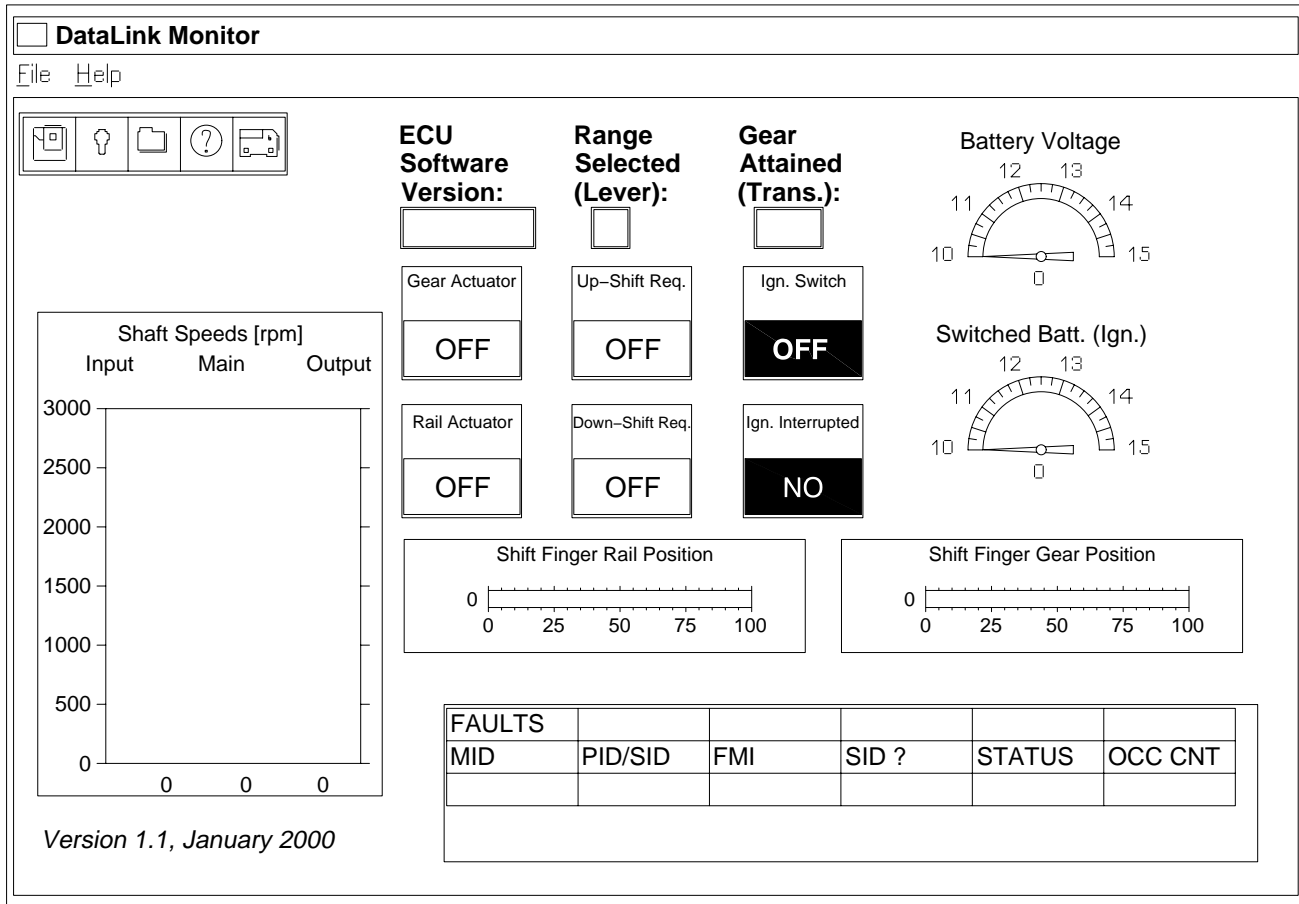 DataLink Monitor
File Help
ECU Software Version:
Range Selected (Lever):
Gear Attained (Trans.):
Gear Actuator
OFF
Up–Shift Req.
OFF
Ign. Switch
OFF
Rail Actuator
OFF
Down–Shift Req.
OFF
Ign. Interrupted
NO
Battery Voltage
10 11 12 13 14 15
0
Switched Batt. (Ign.)
10 11 12 13 14 15
0
Shaft Speeds [rpm]
Input Main Output
3000
2500
2000
1500
1000
500
0
0 0 0
Shift Finger Rail Position
0
0 25 50 75 100
Shift Finger Gear Position
0
0 25 50 75 100
FAULTS
MID PID/SID FMI SID ? STATUS OCC CNT
Version 1.1, January 2000